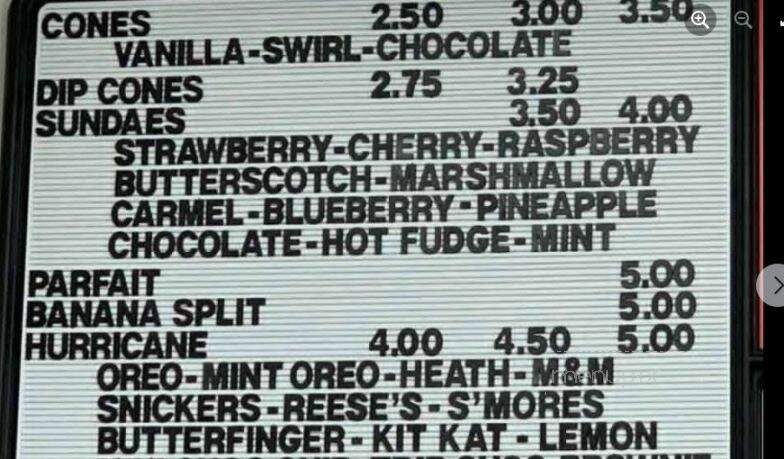 CONES 2.50 3.00 3.50
VANILLA-SWIRL-CHOCOLATE
DIP CONES 2.75 3.25
SUNDAES 3.50 4.00
STRAWBERRY-CHERRY-RASPBERRY
BUTTERSCOTCH-MARSHMALLOW
CARMEL-BLUEBERRY-PINEAPPLE
CHOCOLATE-HOT FUDGE-MINT
PARFAIT 5.00
BANANA SPLIT 5.00
HURRICANE 4.00 4.50 5.00
OREO-MINT OREO-HEATH-M&M
SNICKERS-REESE'S-S'MORES
BUTTERFINGER-KIT KAT-LEMON